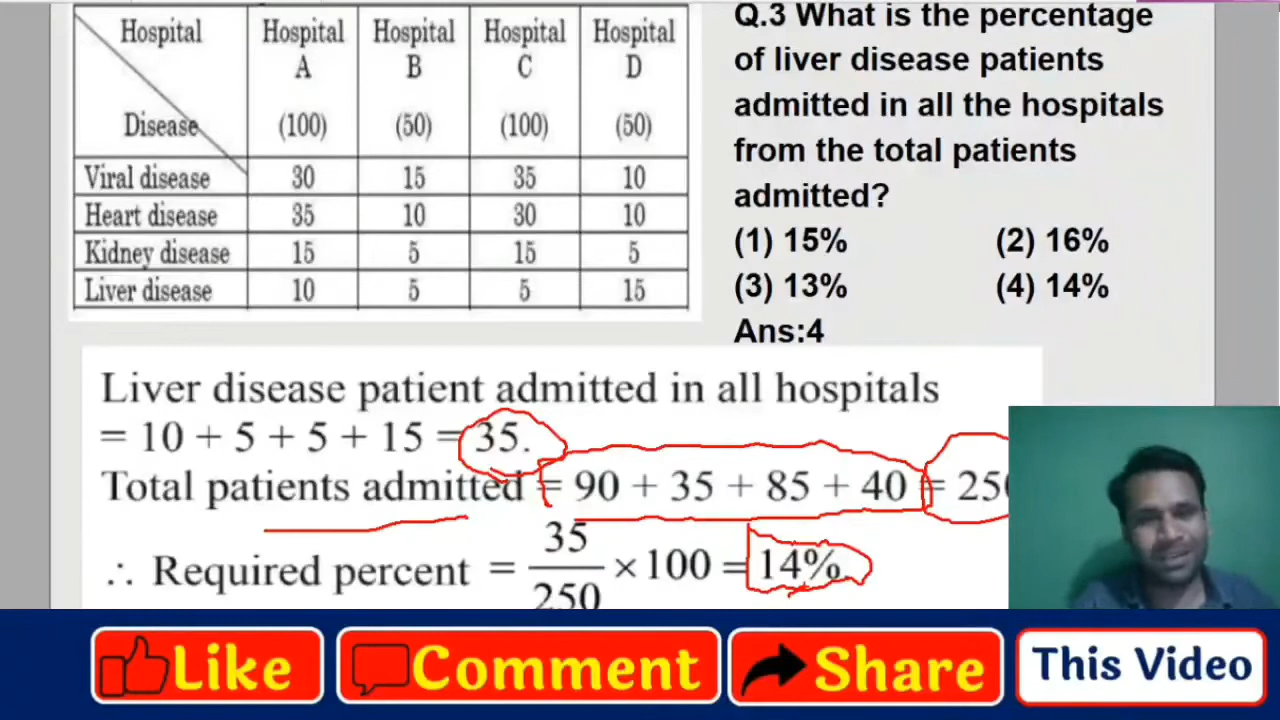 Hospital Hospital Hospital Hospital Hospital
A B C D
Disease (100) (50) (100) (50)
Viral disease 30 15 35 10
Heart disease 35 10 30 10
Kidney disease 15 5 15 5
Liver disease 10 5 5 15
Q.3 What is the percentage
of liver disease patients
admitted in all the hospitals
from the total patients
admitted?
(1) 15% (2) 16%
(3) 13% (4) 14%
Ans:4
Liver disease patient admitted in all hospitals
= 10 + 5 + 5 + 15 = 35.
Total patients admitted = 90 + 35 + 85 + 40 = 250
∴ Required percent = 35/250 × 100 = 14%
Like Comment Share This Video